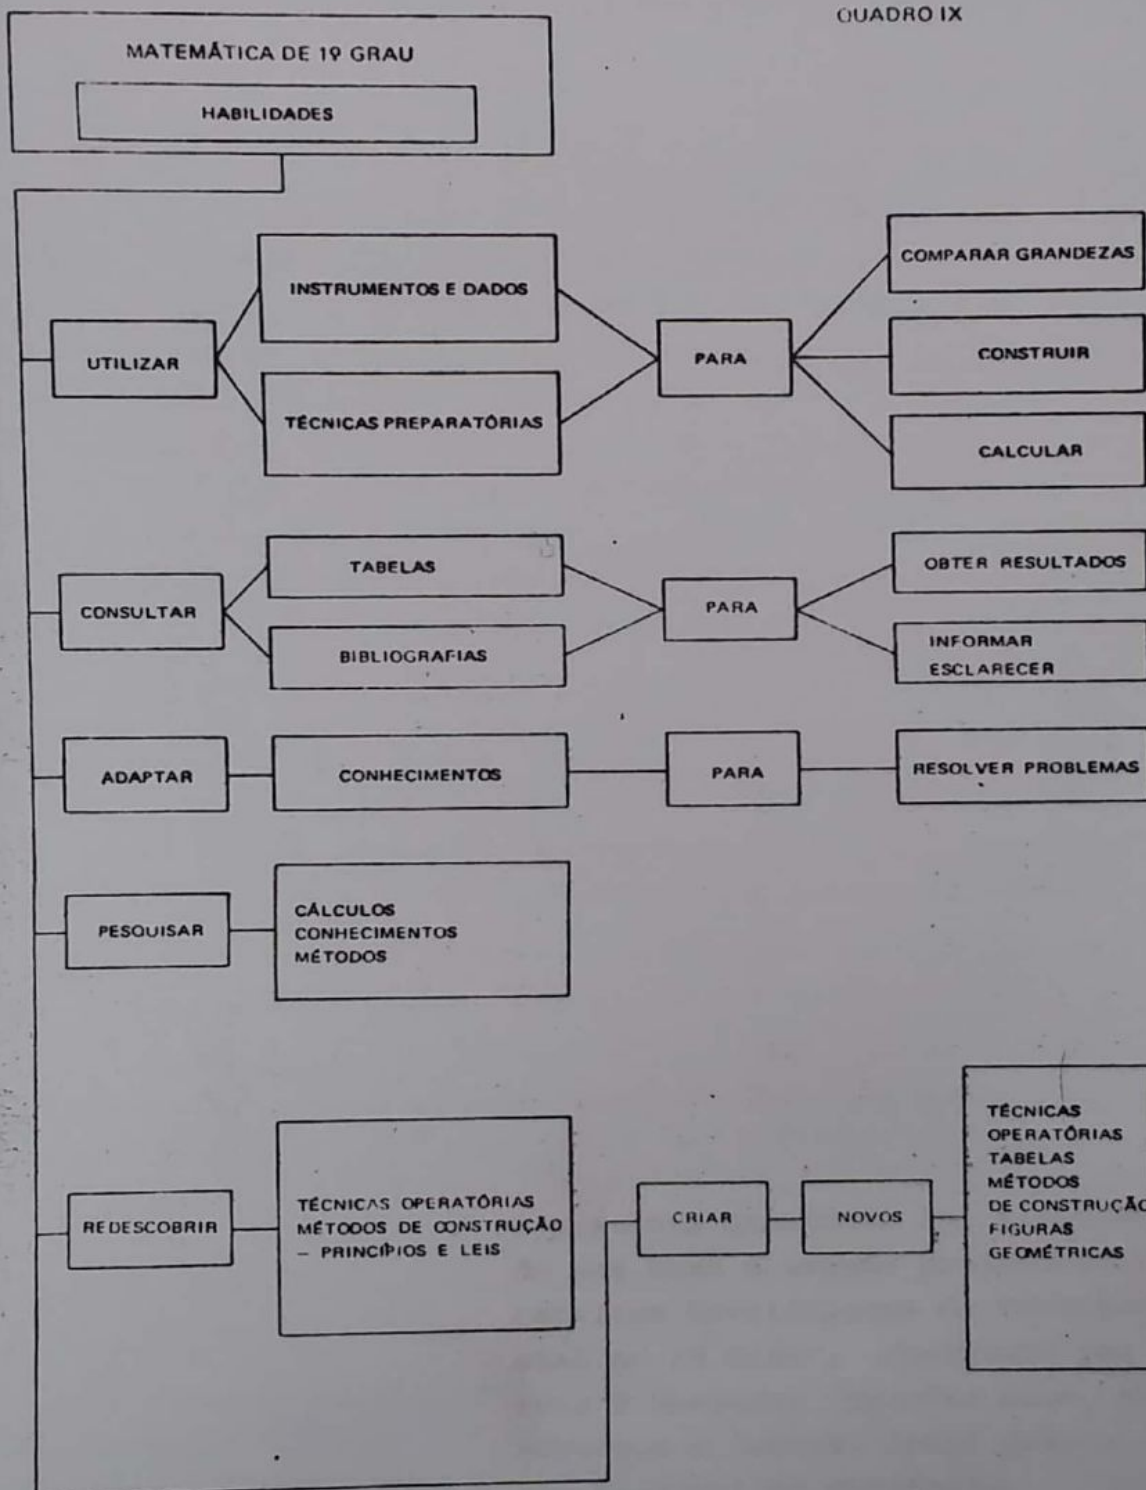 QUADRO IX
MATEMÁTICA DE 1º GRAU
HABILIDADES
UTILIZAR
INSTRUMENTOS E DADOS
TÉCNICAS PREPARATÓRIAS
PARA
COMPARAR GRANDEZAS
CONSTRUIR
CALCULAR
CONSULTAR
TABELAS
BIBLIOGRAFIAS
PARA
OBTER RESULTADOS
INFORMAR
ESCLARECER
ADAPTAR
CONHECIMENTOS
PARA
RESOLVER PROBLEMAS
PESQUISAR
CÁLCULOS
CONHECIMENTOS
MÉTODOS
REDESCOBRIR
TÉCNICAS OPERATÓRIAS
MÉTODOS DE CONSTRUÇÃO
– PRINCÍPIOS E LEIS
CRIAR
NOVOS
TÉCNICAS
OPERATÓRIAS
TABELAS
MÉTODOS
DE CONSTRUÇÃO
FIGURAS
GEOMÉTRICAS